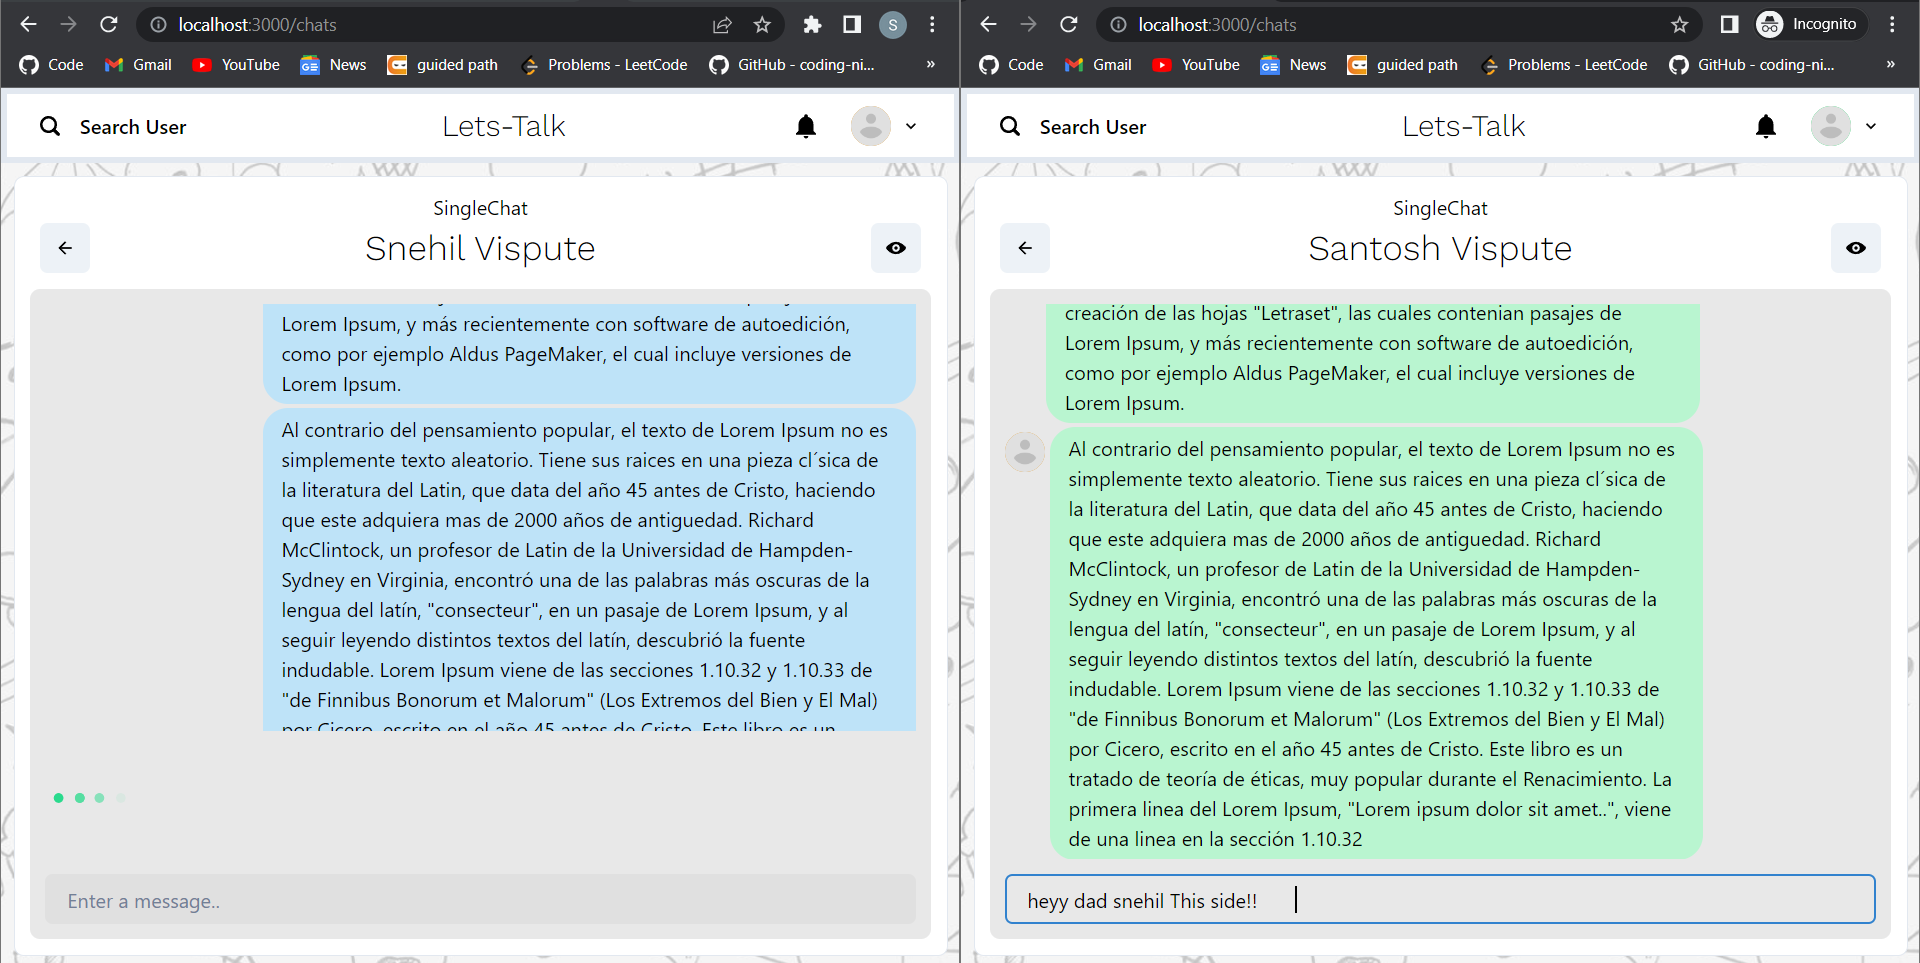 localhost:3000/chats
S
Code
Gmail
YouTube
News
guided path
Problems - LeetCode
GitHub - coding-ni...
»
Search User
Lets-Talk
SingleChat
Snehil Vispute
Lorem Ipsum, y más recientemente con software de autoedición,
como por ejemplo Aldus PageMaker, el cual incluye versiones de
Lorem Ipsum.
Al contrario del pensamiento popular, el texto de Lorem Ipsum no es
simplemente texto aleatorio. Tiene sus raices en una pieza cl´sica de
la literatura del Latin, que data del año 45 antes de Cristo, haciendo
que este adquiera mas de 2000 años de antiguedad. Richard
McClintock, un profesor de Latin de la Universidad de Hampden-
Sydney en Virginia, encontró una de las palabras más oscuras de la
lengua del latín, "consecteur", en un pasaje de Lorem Ipsum, y al
seguir leyendo distintos textos del latín, descubrió la fuente
indudable. Lorem Ipsum viene de las secciones 1.10.32 y 1.10.33 de
"de Finnibus Bonorum et Malorum" (Los Extremos del Bien y El Mal)
por Cicero, escrito en el año 45 antes de Cristo. Este libro es un
Enter a message..
localhost:3000/chats
Incognito
Code
Gmail
YouTube
News
guided path
Problems - LeetCode
GitHub - coding-ni...
»
Search User
Lets-Talk
SingleChat
Santosh Vispute
creación de las hojas "Letraset", las cuales contenian pasajes de
Lorem Ipsum, y más recientemente con software de autoedición,
como por ejemplo Aldus PageMaker, el cual incluye versiones de
Lorem Ipsum.
Al contrario del pensamiento popular, el texto de Lorem Ipsum no es
simplemente texto aleatorio. Tiene sus raices en una pieza cl´sica de
la literatura del Latin, que data del año 45 antes de Cristo, haciendo
que este adquiera mas de 2000 años de antiguedad. Richard
McClintock, un profesor de Latin de la Universidad de Hampden-
Sydney en Virginia, encontró una de las palabras más oscuras de la
lengua del latín, "consecteur", en un pasaje de Lorem Ipsum, y al
seguir leyendo distintos textos del latín, descubrió la fuente
indudable. Lorem Ipsum viene de las secciones 1.10.32 y 1.10.33 de
"de Finnibus Bonorum et Malorum" (Los Extremos del Bien y El Mal)
por Cicero, escrito en el año 45 antes de Cristo. Este libro es un
tratado de teoría de éticas, muy popular durante el Renacimiento. La
primera linea del Lorem Ipsum, "Lorem ipsum dolor sit amet..", viene
de una linea en la sección 1.10.32
heyy dad snehil This side!!